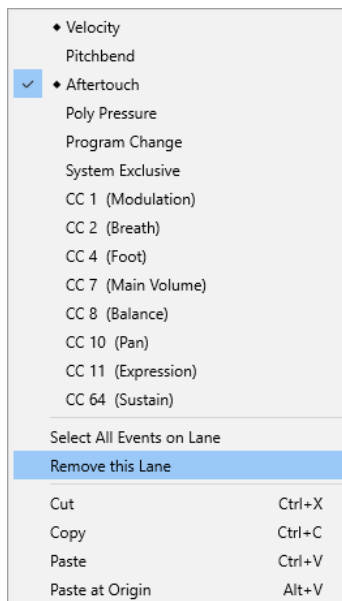 ◆ Velocity
Pitchbend
✓ ◆ Aftertouch
Poly Pressure
Program Change
System Exclusive
CC 1 (Modulation)
CC 2 (Breath)
CC 4 (Foot)
CC 7 (Main Volume)
CC 8 (Balance)
CC 10 (Pan)
CC 11 (Expression)
CC 64 (Sustain)
Select All Events on Lane
Remove this Lane
Cut Ctrl+X
Copy Ctrl+C
Paste Ctrl+V
Paste at Origin Alt+V